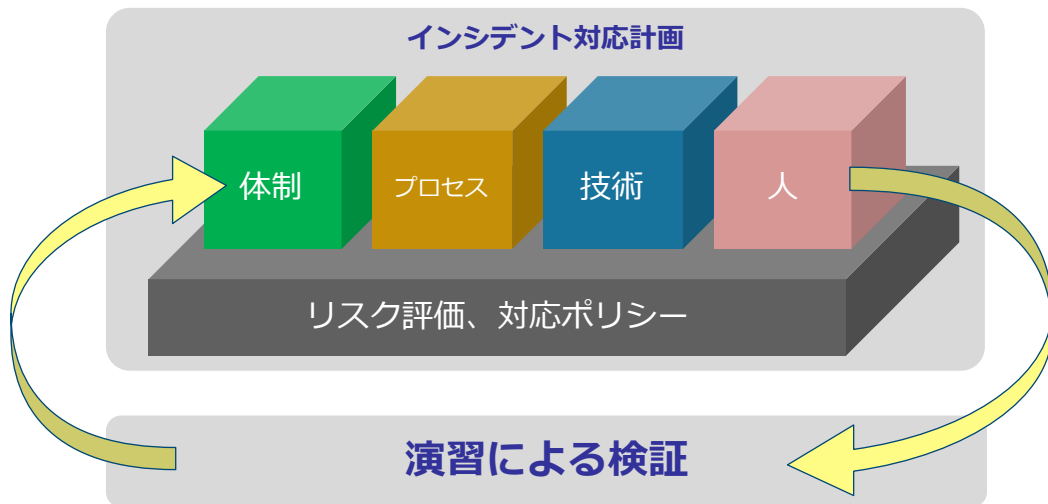 インシデント対応計画
体制
プロセス
技術
人
リスク評価、対応ポリシー
演習による検証